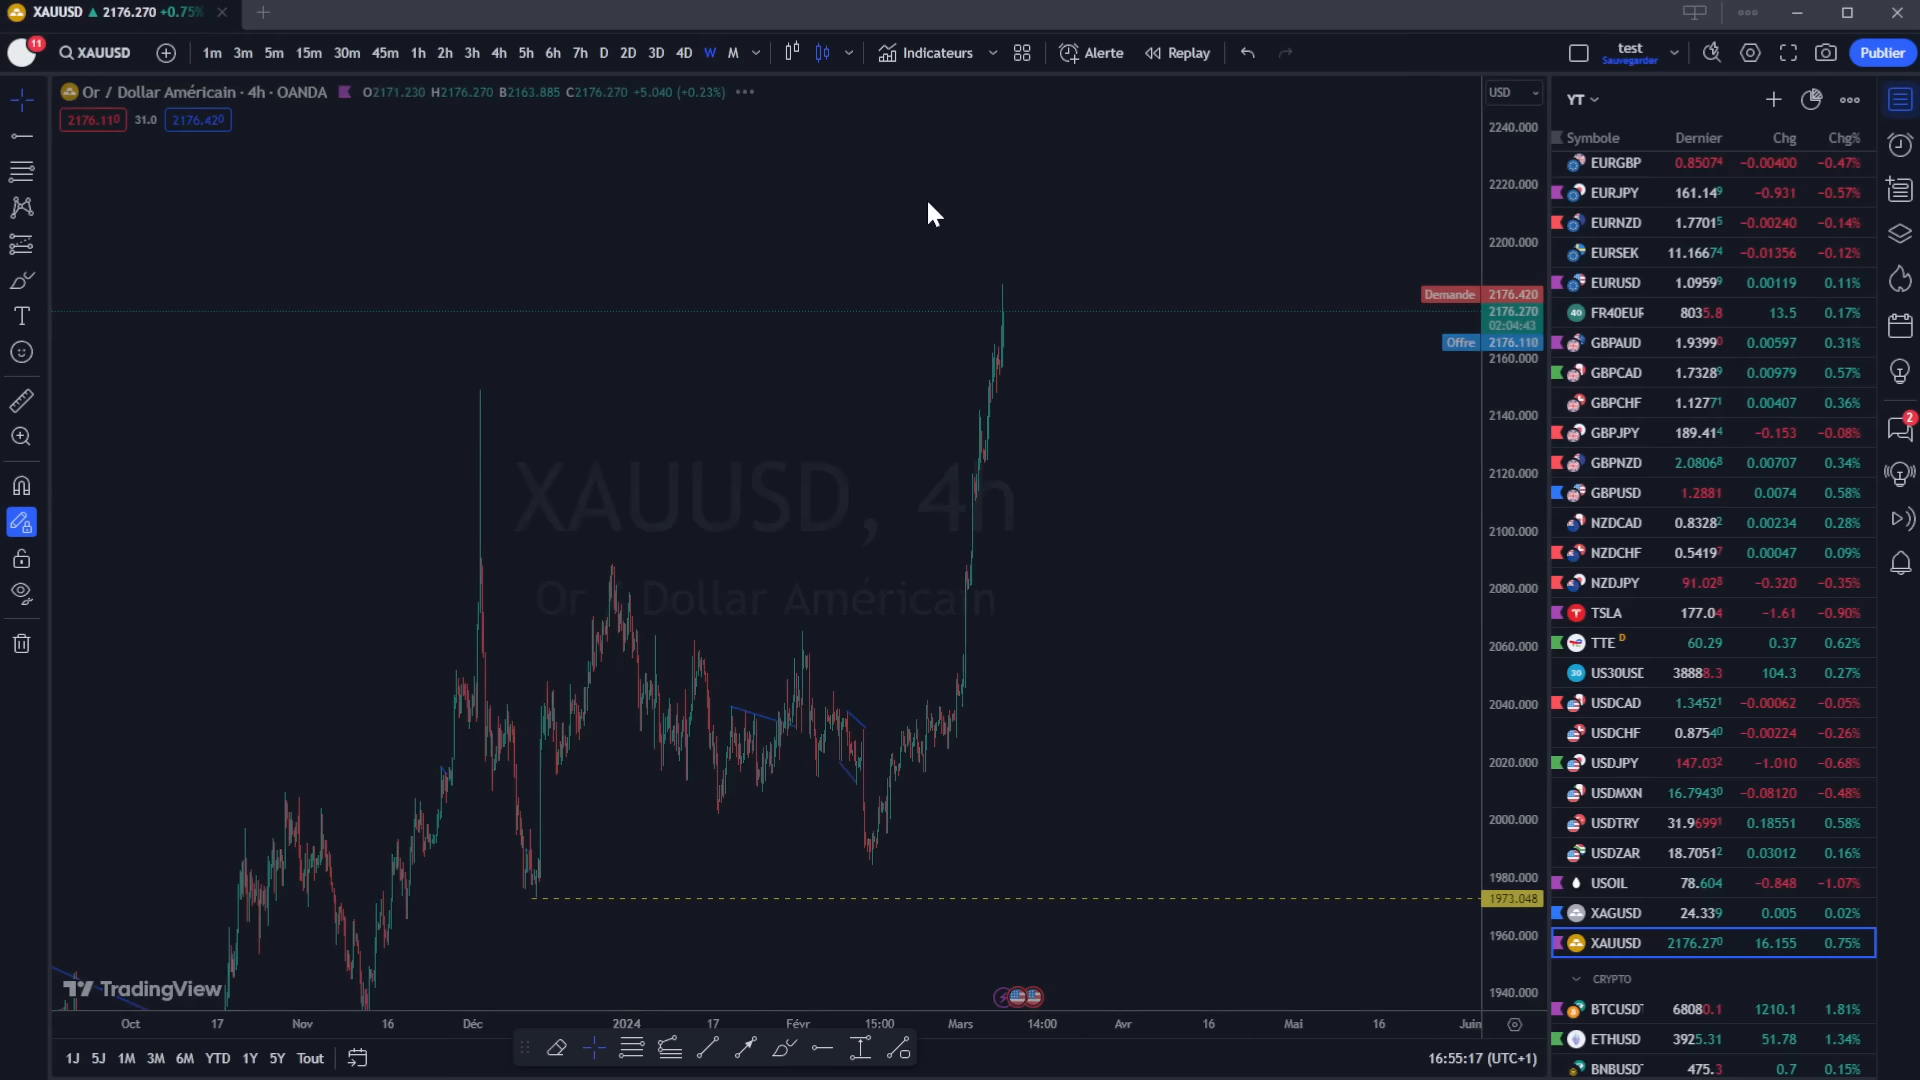 XAUUSD ▲ 2176.270 +0.75%
11 XAUUSD 1m 3m 5m 15m 30m 45m 1h 2h 3h 4h 5h 6h 7h D 2D 3D 4D W M Indicateurs Alerte Replay test Sauvegarder Publier
Or / Dollar Américain · 4h · OANDA O2171.230 H2176.270 B2163.885 C2176.270 +5.040 (+0.23%)
2176.110 31.0 2176.420
USD
2240.000
2220.000
2200.000
Demande 2176.420
2176.270
02:04:43
Offre 2176.110
2160.000
2140.000
2120.000
2100.000
2080.000
2060.000
2040.000
2020.000
2000.000
1980.000
1973.048
1960.000
1940.000
XAUUSD, 4h
Or / Dollar Américain
TradingView
Oct 17 Nov 16 Déc 2024 17 Févr 15:00 Mars 14:00 Avr 16 Mai 16 Juin
1J 5J 1M 3M 6M YTD 1Y 5Y Tout
16:55:17 (UTC+1)
YT
Symbole Dernier Chg Chg%
EURGBP 0.85074 −0.00400 −0.47%
EURJPY 161.149 −0.931 −0.57%
EURNZD 1.77015 −0.00240 −0.14%
EURSEK 11.16674 −0.01356 −0.12%
EURUSD 1.09599 0.00119 0.11%
40 FR40EUR 8035.8 13.5 0.17%
GBPAUD 1.93990 0.00597 0.31%
GBPCAD 1.73289 0.00979 0.57%
GBPCHF 1.12771 0.00407 0.36%
GBPJPY 189.414 −0.153 −0.08%
GBPNZD 2.08068 0.00707 0.34%
GBPUSD 1.2881 0.0074 0.58%
NZDCAD 0.83282 0.00234 0.28%
NZDCHF 0.54197 0.00047 0.09%
NZDJPY 91.028 −0.320 −0.35%
TSLA 177.04 −1.61 −0.90%
TTE D 60.29 0.37 0.62%
30 US30USD 38888.3 104.3 0.27%
USDCAD 1.34521 −0.00062 −0.05%
USDCHF 0.87540 −0.00224 −0.26%
USDJPY 147.032 −1.010 −0.68%
USDMXN 16.79430 −0.08120 −0.48%
USDTRY 31.96991 0.18551 0.58%
USDZAR 18.70512 0.03012 0.16%
USOIL 78.604 −0.848 −1.07%
XAGUSD 24.339 0.005 0.02%
XAUUSD 2176.270 16.155 0.75%
CRYPTO
BTCUSDT 68080.1 1210.1 1.81%
ETHUSD 3925.31 51.78 1.34%
BNBUSDT 475.3 0.7 0.15%
2